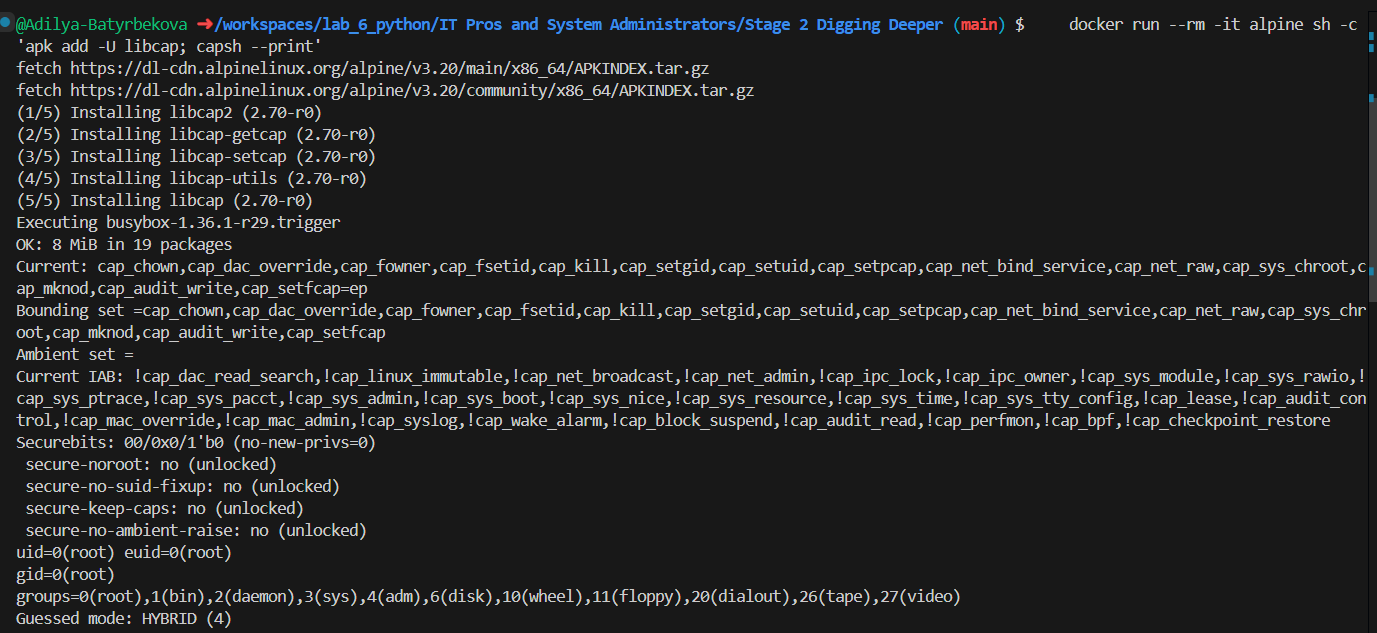 @Adilya-Batyrbekova ➜/workspaces/lab_6_python/IT Pros and System Administrators/Stage 2 Digging Deeper (main) $ docker run --rm -it alpine sh -c
'apk add -U libcap; capsh --print'
fetch https://dl-cdn.alpinelinux.org/alpine/v3.20/main/x86_64/APKINDEX.tar.gz
fetch https://dl-cdn.alpinelinux.org/alpine/v3.20/community/x86_64/APKINDEX.tar.gz
(1/5) Installing libcap2 (2.70-r0)
(2/5) Installing libcap-getcap (2.70-r0)
(3/5) Installing libcap-setcap (2.70-r0)
(4/5) Installing libcap-utils (2.70-r0)
(5/5) Installing libcap (2.70-r0)
Executing busybox-1.36.1-r29.trigger
OK: 8 MiB in 19 packages
Current: cap_chown,cap_dac_override,cap_fowner,cap_fsetid,cap_kill,cap_setgid,cap_setuid,cap_setpcap,cap_net_bind_service,cap_net_raw,cap_sys_chroot,c
ap_mknod,cap_audit_write,cap_setfcap=ep
Bounding set =cap_chown,cap_dac_override,cap_fowner,cap_fsetid,cap_kill,cap_setgid,cap_setuid,cap_setpcap,cap_net_bind_service,cap_net_raw,cap_sys_chr
oot,cap_mknod,cap_audit_write,cap_setfcap
Ambient set =
Current IAB: !cap_dac_read_search,!cap_linux_immutable,!cap_net_broadcast,!cap_net_admin,!cap_ipc_lock,!cap_ipc_owner,!cap_sys_module,!cap_sys_rawio,!
cap_sys_ptrace,!cap_sys_pacct,!cap_sys_admin,!cap_sys_boot,!cap_sys_nice,!cap_sys_resource,!cap_sys_time,!cap_sys_tty_config,!cap_lease,!cap_audit_con
trol,!cap_mac_override,!cap_mac_admin,!cap_syslog,!cap_wake_alarm,!cap_block_suspend,!cap_audit_read,!cap_perfmon,!cap_bpf,!cap_checkpoint_restore
Securebits: 00/0x0/1'b0 (no-new-privs=0)
secure-noroot: no (unlocked)
secure-no-suid-fixup: no (unlocked)
secure-keep-caps: no (unlocked)
secure-no-ambient-raise: no (unlocked)
uid=0(root) euid=0(root)
gid=0(root)
groups=0(root),1(bin),2(daemon),3(sys),4(adm),6(disk),10(wheel),11(floppy),20(dialout),26(tape),27(video)
Guessed mode: HYBRID (4)